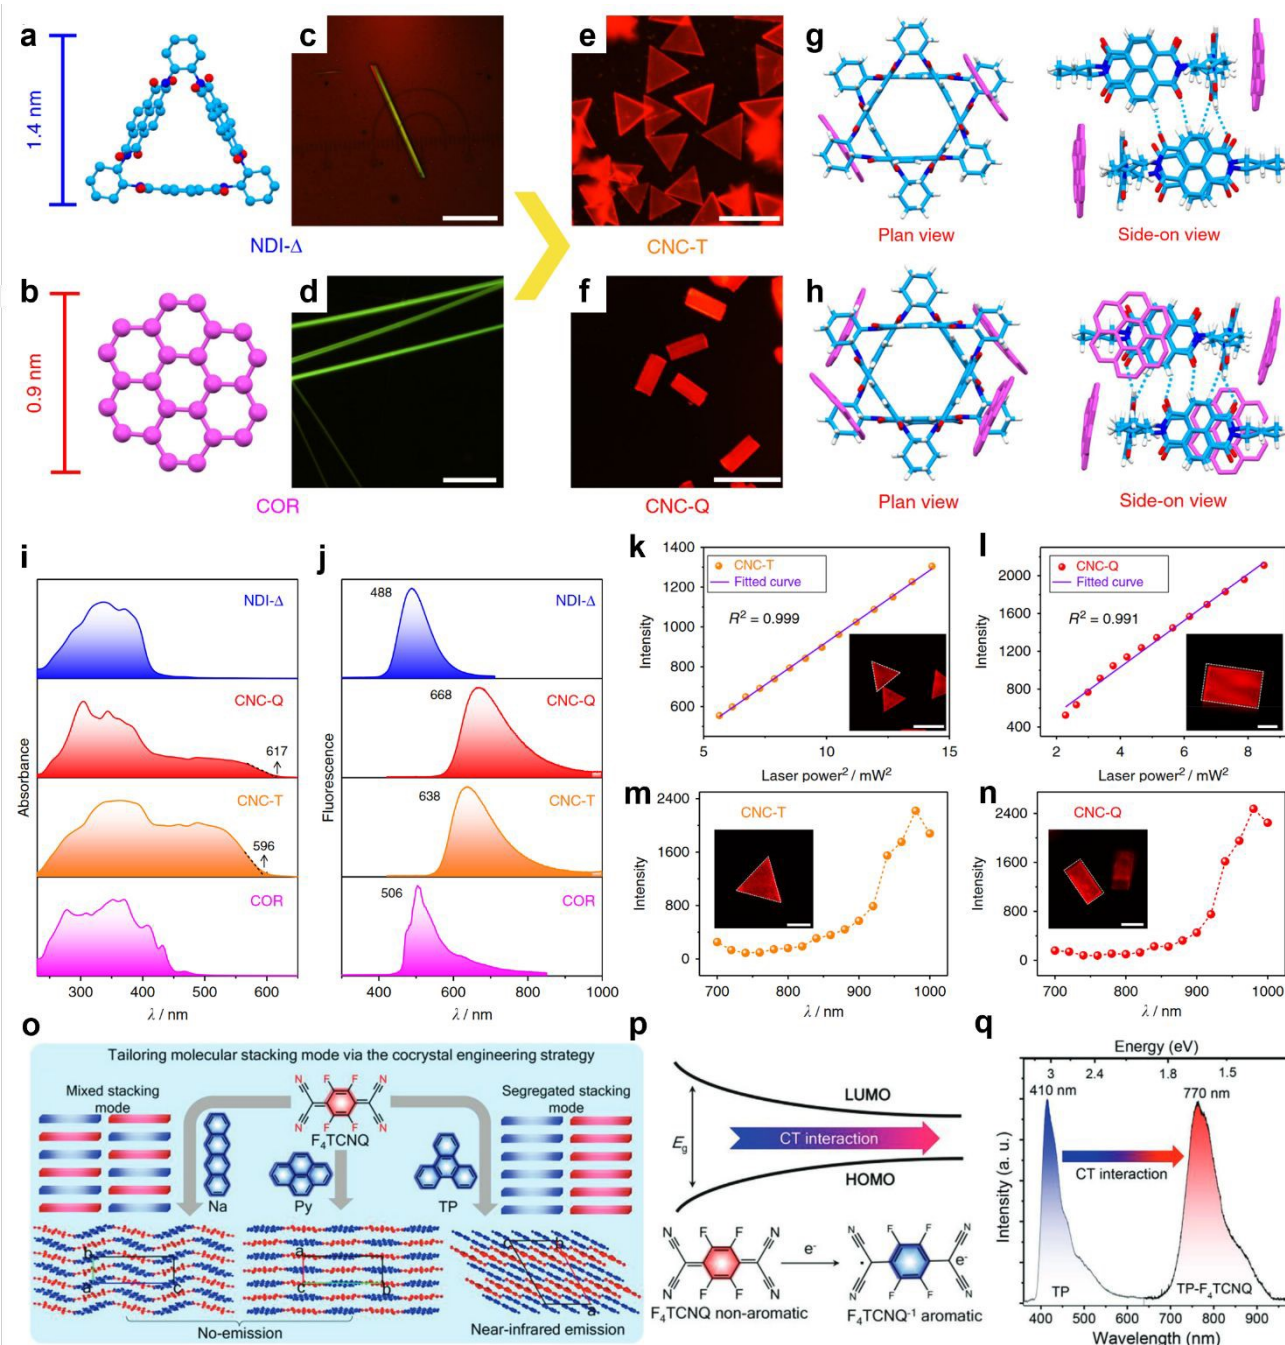 a
1.4 nm
c
NDI-Δ
e
CNC-T
g
Plan view
Side-on view
b
0.9 nm
d
COR
f
CNC-Q
h
Plan view
Side-on view
i
NDI-Δ
CNC-Q
617
CNC-T
596
COR
Absorbance
300 400 500 600
λ / nm
j
488
NDI-Δ
668
CNC-Q
638
CNC-T
506
COR
Fluorescence
400 600 800 1000
λ / nm
k
1400
1200
1000
800
600
Intensity
CNC-T
Fitted curve
R² = 0.999
5 10 15
Laser power² / mW²
l
2000
1600
1200
800
400
Intensity
CNC-Q
Fitted curve
R² = 0.991
2 4 6 8
Laser power² / mW²
m
2400
1600
800
0
Intensity
CNC-T
700 800 900 1000
λ / nm
n
2400
1600
800
0
Intensity
CNC-Q
700 800 900 1000
λ / nm
o
Tailoring molecular stacking mode via the cocrystal engineering strategy
Mixed stacking
mode
N N
F F
F F
N N
F₄TCNQ
Segregated stacking
mode
Na
Py
TP
b
a
c
a
c
b
c
b
a
No-emission
Near-infrared emission
p
LUMO
Eg
CT interaction
HOMO
N F F N
N F F N
F₄TCNQ non-aromatic
e-
N F F N
e-
N F F N
F₄TCNQ⁻¹ aromatic
q
Energy (eV)
3 2.4 1.8 1.5
410 nm
770 nm
CT interaction
TP
TP-F₄TCNQ
Intensity (a. u.)
400 500 600 700 800 900
Wavelength (nm)